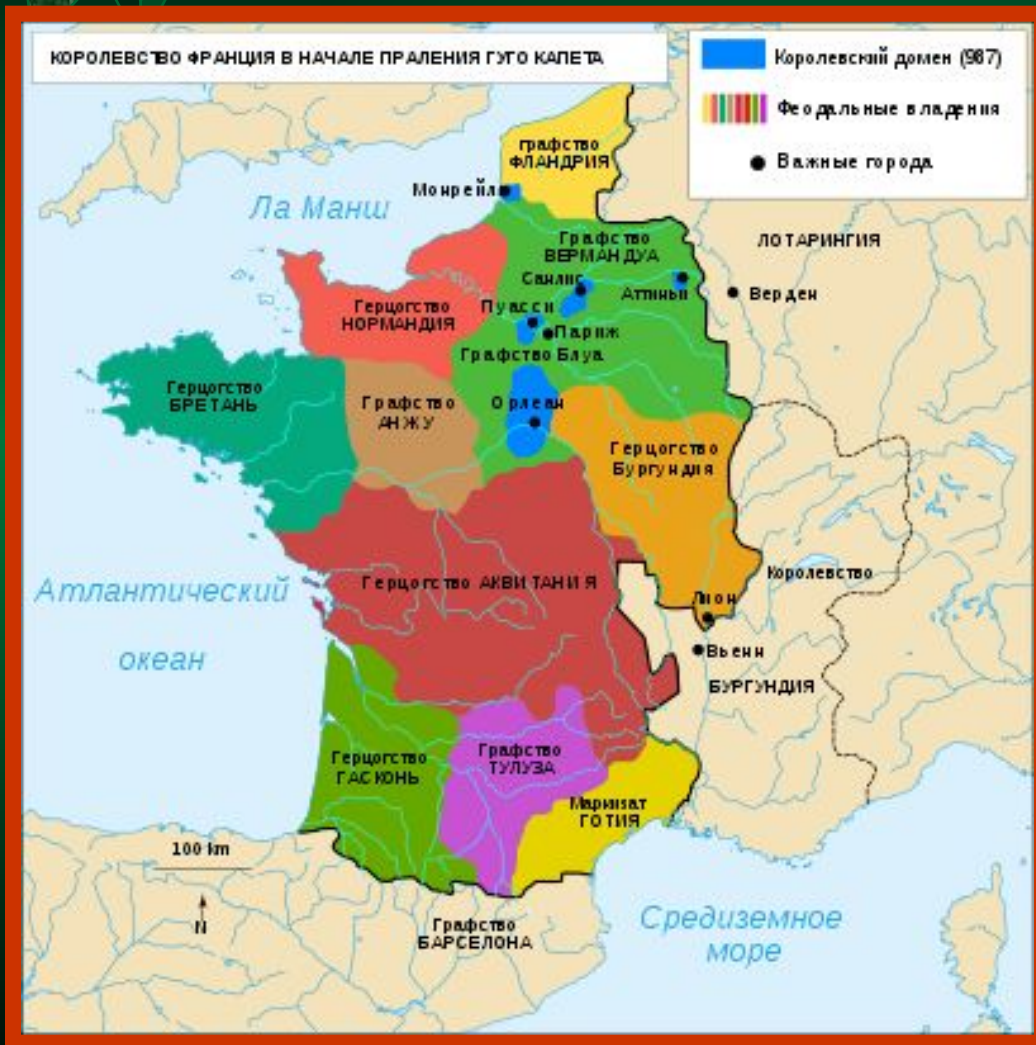 КОРОЛЕВСТВО ФРАНЦИЯ В НАЧАЛЕ ПРАЛЕНИЯ ГУГО КАПЕТА
Королевский домен (987)
Феодальные владения
Важные города
графство
ФЛАНДРИЯ
Монрейль
Ла Манш
Графство
ВЕРМАНДУА
ЛОТАРИНГИЯ
Санлис
Аттиньи
Верден
Герцогство
НОРМАНДИЯ
Пуасси
Париж
Графство Блуа
Герцогство
БРЕТАНЬ
Графство
АНЖУ
Орлеан
Герцогство
Бургундия
Атлантический
океан
Герцогство АКВИТАНИЯ
Королевство
Лион
Вьенн
БУРГУНДИЯ
Герцогство
ГАСКОНЬ
Графство
ТУЛУЗА
Маркизат
ГОТИЯ
100 km
N
Графство
БАРСЕЛОНА
Средиземное
море